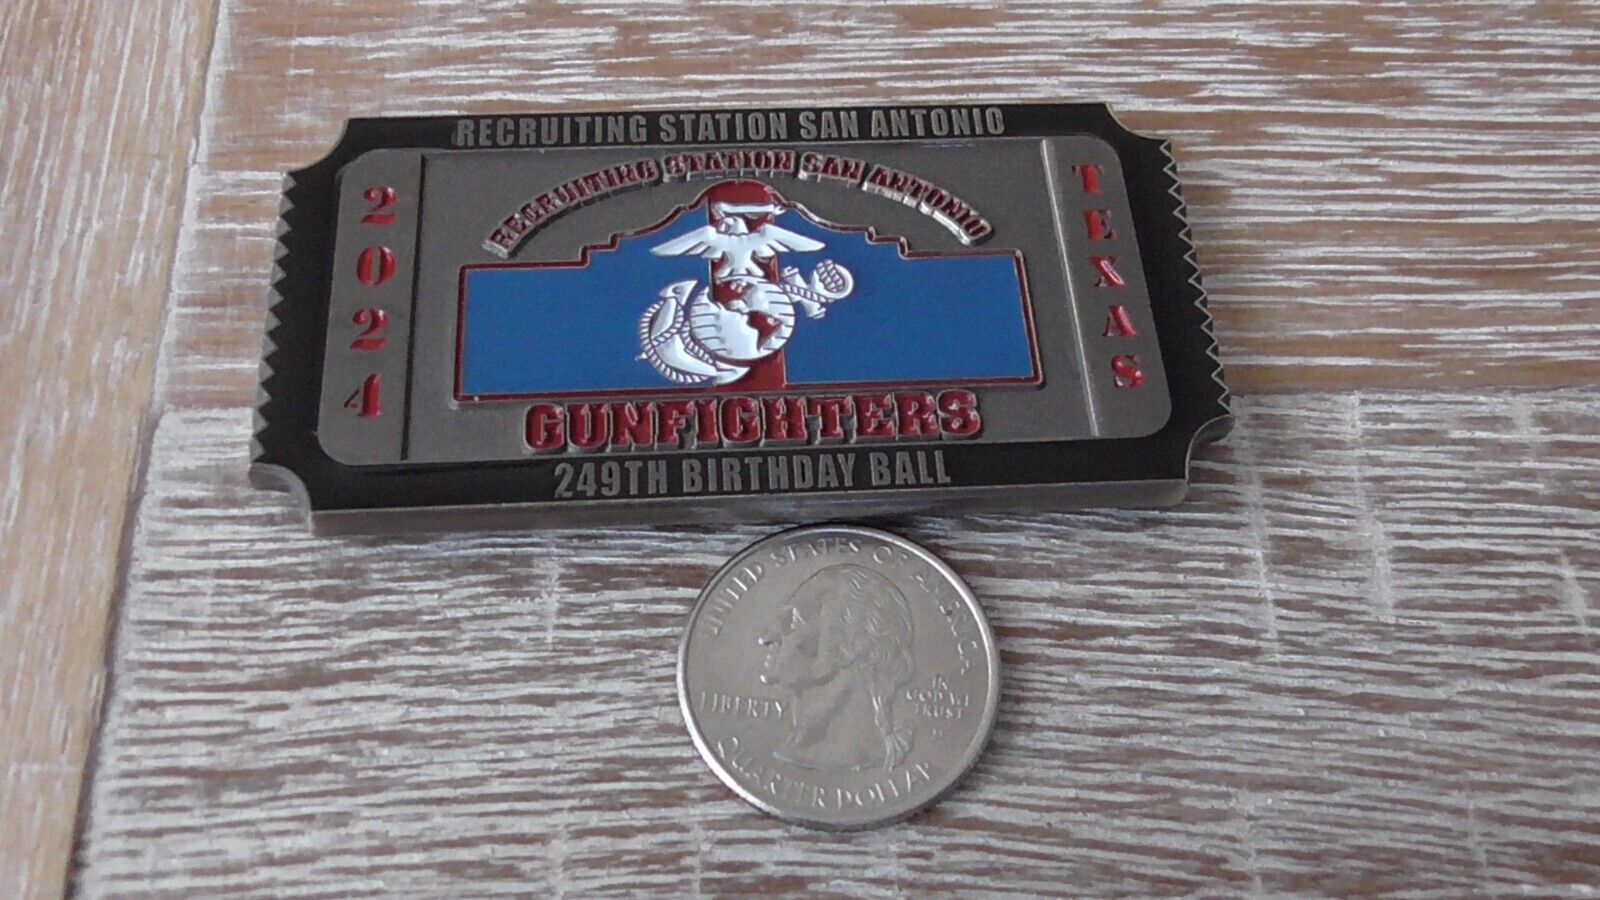 RECRUITING STATION SAN ANTONIO
RECRUITING STATION SAN ANTONIO
2024
TEXAS
GUNFIGHTERS
249TH BIRTHDAY BALL
UNITED STATES OF AMERICA
LIBERTY
IN
GOD WE
TRUST
QUARTER DOLLAR